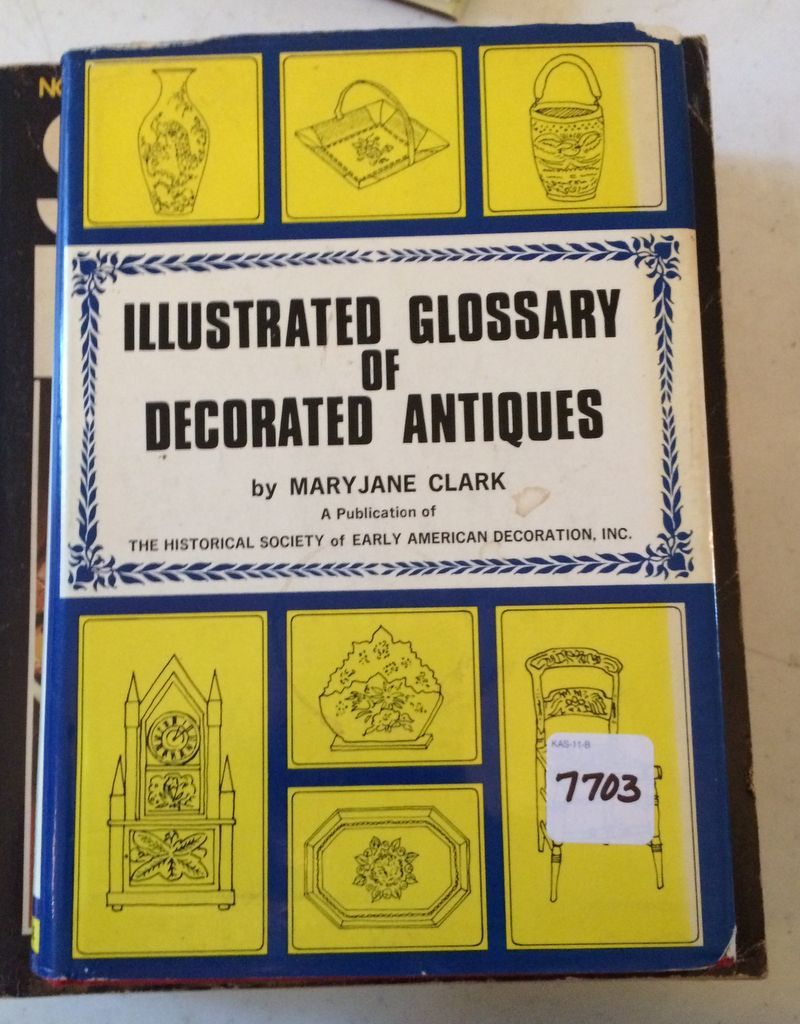 ILLUSTRATED GLOSSARY
OF
DECORATED ANTIQUES
by MARYJANE CLARK
A Publication of
THE HISTORICAL SOCIETY of EARLY AMERICAN DECORATION, INC.
KAS-11-B
7703